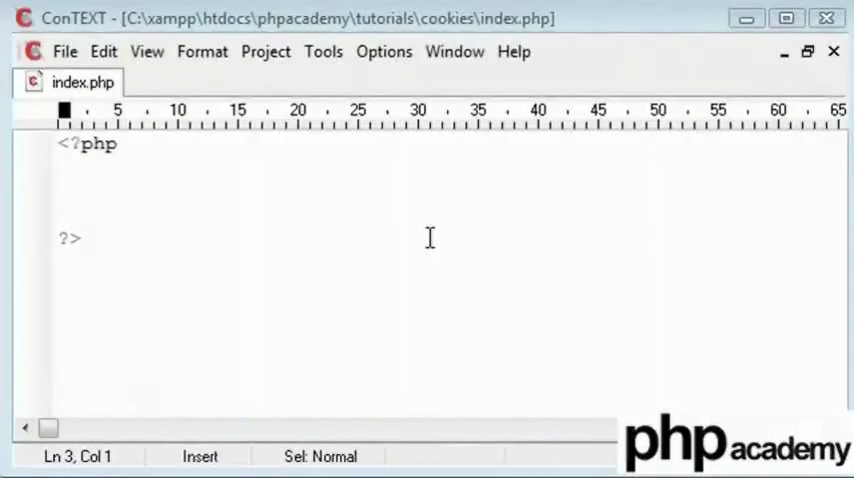 ConTEXT - [C:\xampp\htdocs\phpacademy\tutorials\cookies\index.php]
File Edit View Format Project Tools Options Window Help
index.php
5 10 15 20 25 30 35 40 45 50 55 60 65
<?php
?>
Ln 3, Col 1 Insert Sel: Normal
php academy